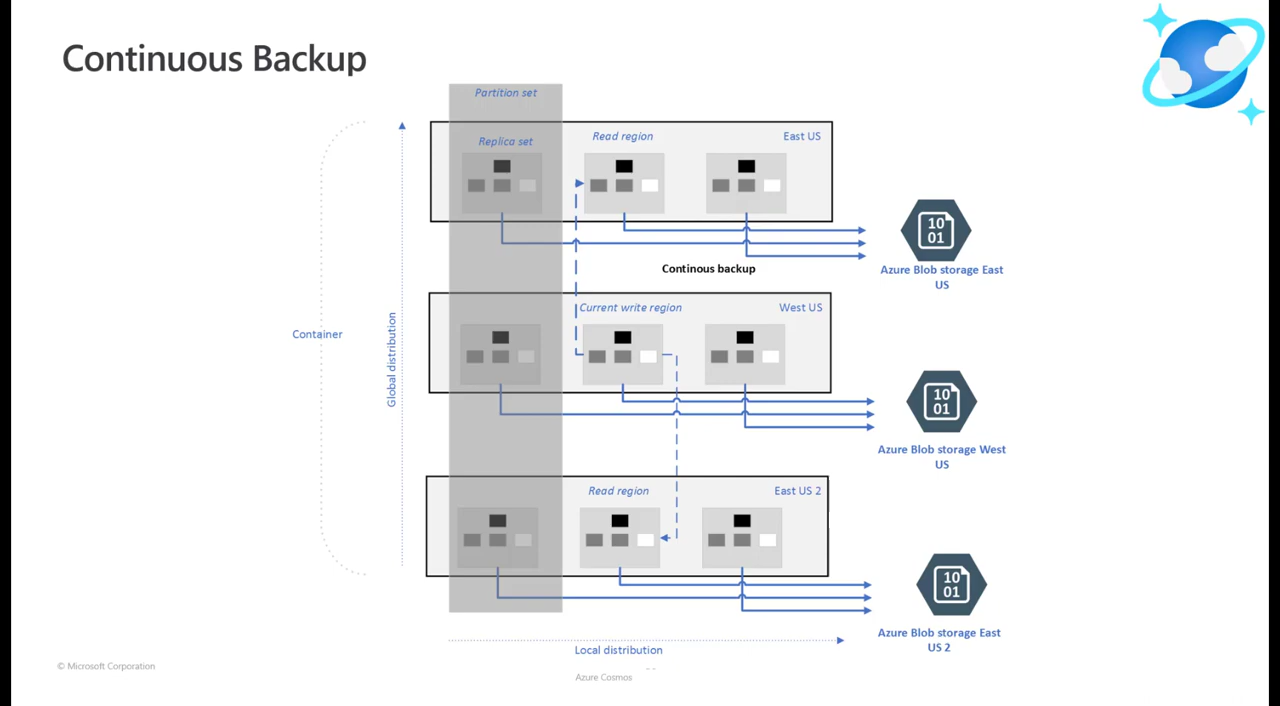 Continuous Backup
Partition set
Replica set
Read region
East US
10
01
Azure Blob storage East
US
Continous backup
Current write region
West US
Container
Global distribution
10
01
Azure Blob storage West
US
Read region
East US 2
10
01
Azure Blob storage East
US 2
Local distribution
© Microsoft Corporation
Azure Cosmos